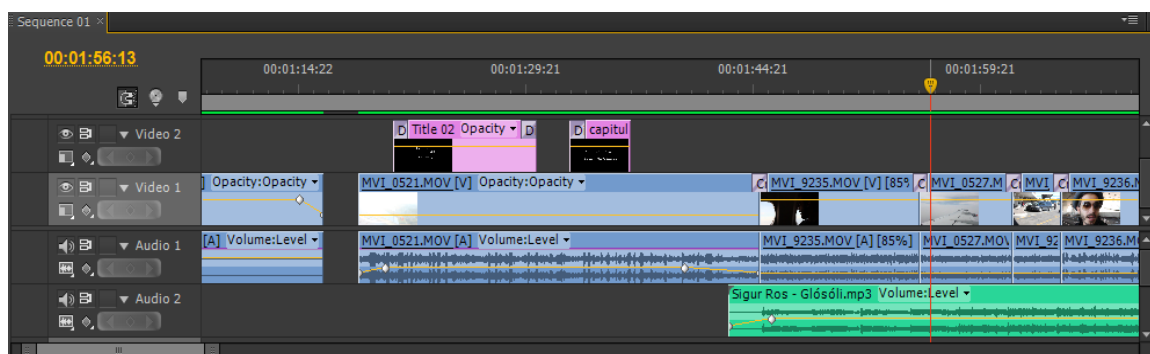 Sequence 01 ×
00:01:56:13
00:01:14:22 00:01:29:21 00:01:44:21 00:01:59:21
Video 2
D Title 02 Opacity D D capitul
Video 1
] Opacity:Opacity MVI_0521.MOV [V] Opacity:Opacity C MVI_9235.MOV [V] [85% C MVI_0527.M C MVI C MVI_9236.M
Audio 1
[A] Volume:Level MVI_0521.MOV [A] Volume:Level MVI_9235.MOV [A] [85%] MVI_0527.MOV MVI_92 MVI_9236.M
Audio 2
Sigur Ros - Glósóli.mp3 Volume:Level